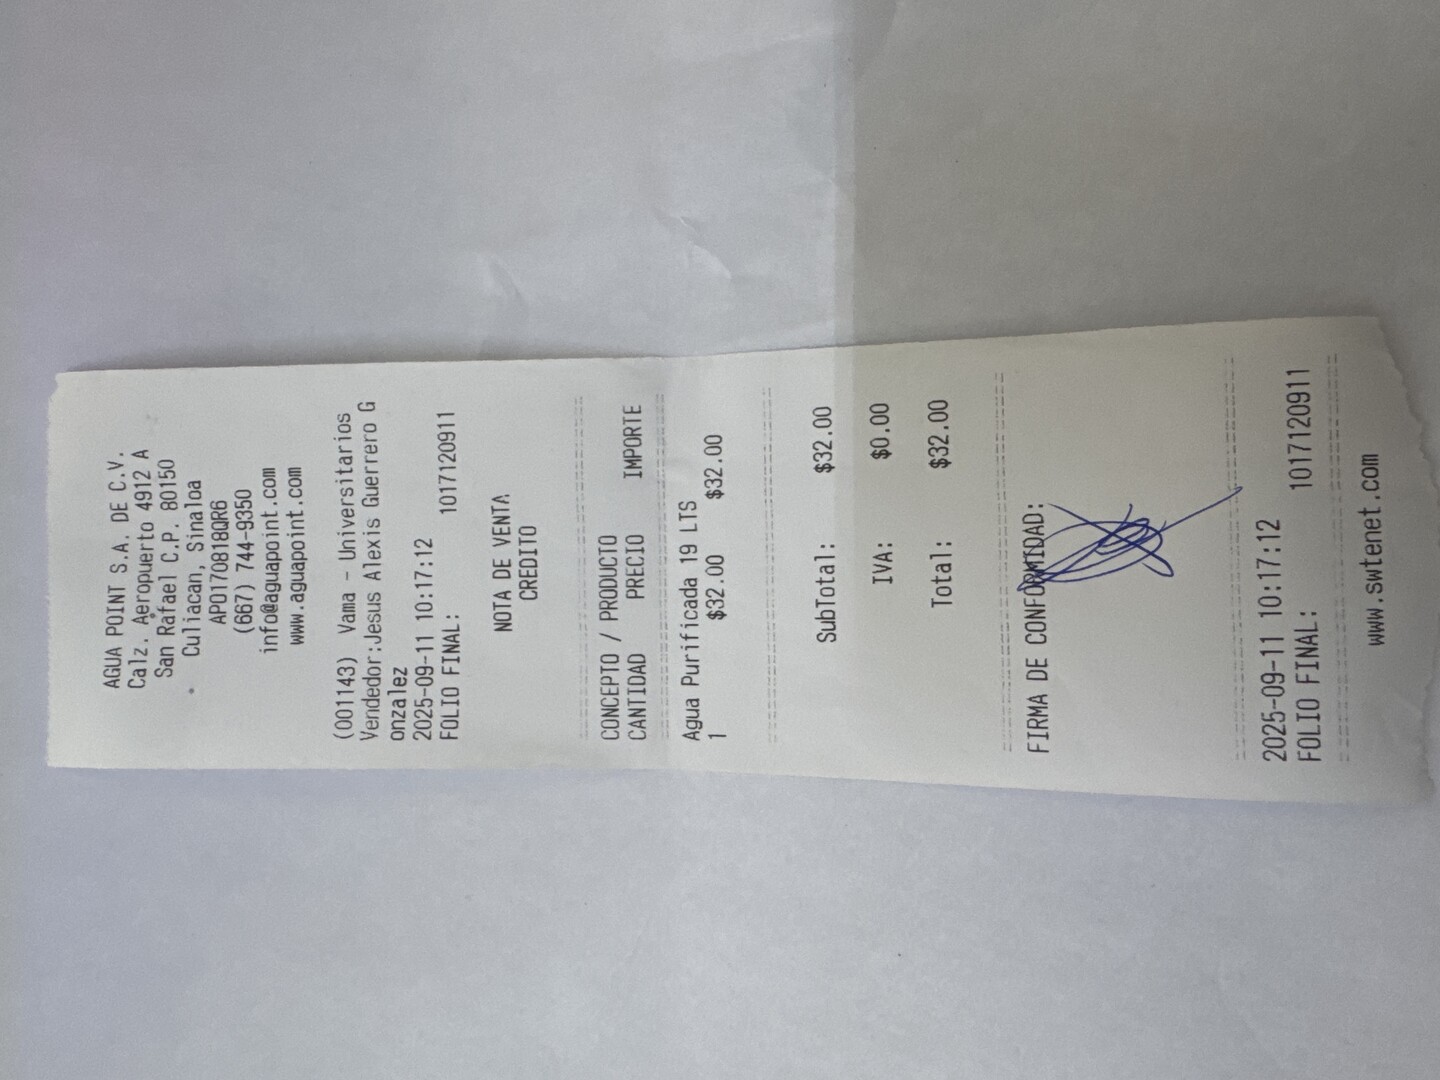 AGUA POINT S.A. DE C.V.
Calz. Aeropuerto 4912 A
San Rafael C.P. 80150
Culiacan, Sinaloa
APO170818QR6
(667) 744-9350
info@aguapoint.com
www.aguapoint.com
(001143) Vama - Universitarios
Vendedor:Jesus Alexis Guerrero G
onzalez
2025-09-11 10:17:12
FOLIO FINAL: 1017120911
NOTA DE VENTA
CREDITO
CONCEPTO / PRODUCTO
CANTIDAD PRECIO IMPORTE
Agua Purificada 19 LTS
1 $32.00 $32.00
SubTotal: $32.00
IVA: $0.00
Total: $32.00
FIRMA DE CONFORMIDAD:
2025-09-11 10:17:12
FOLIO FINAL: 1017120911
www.swtenet.com